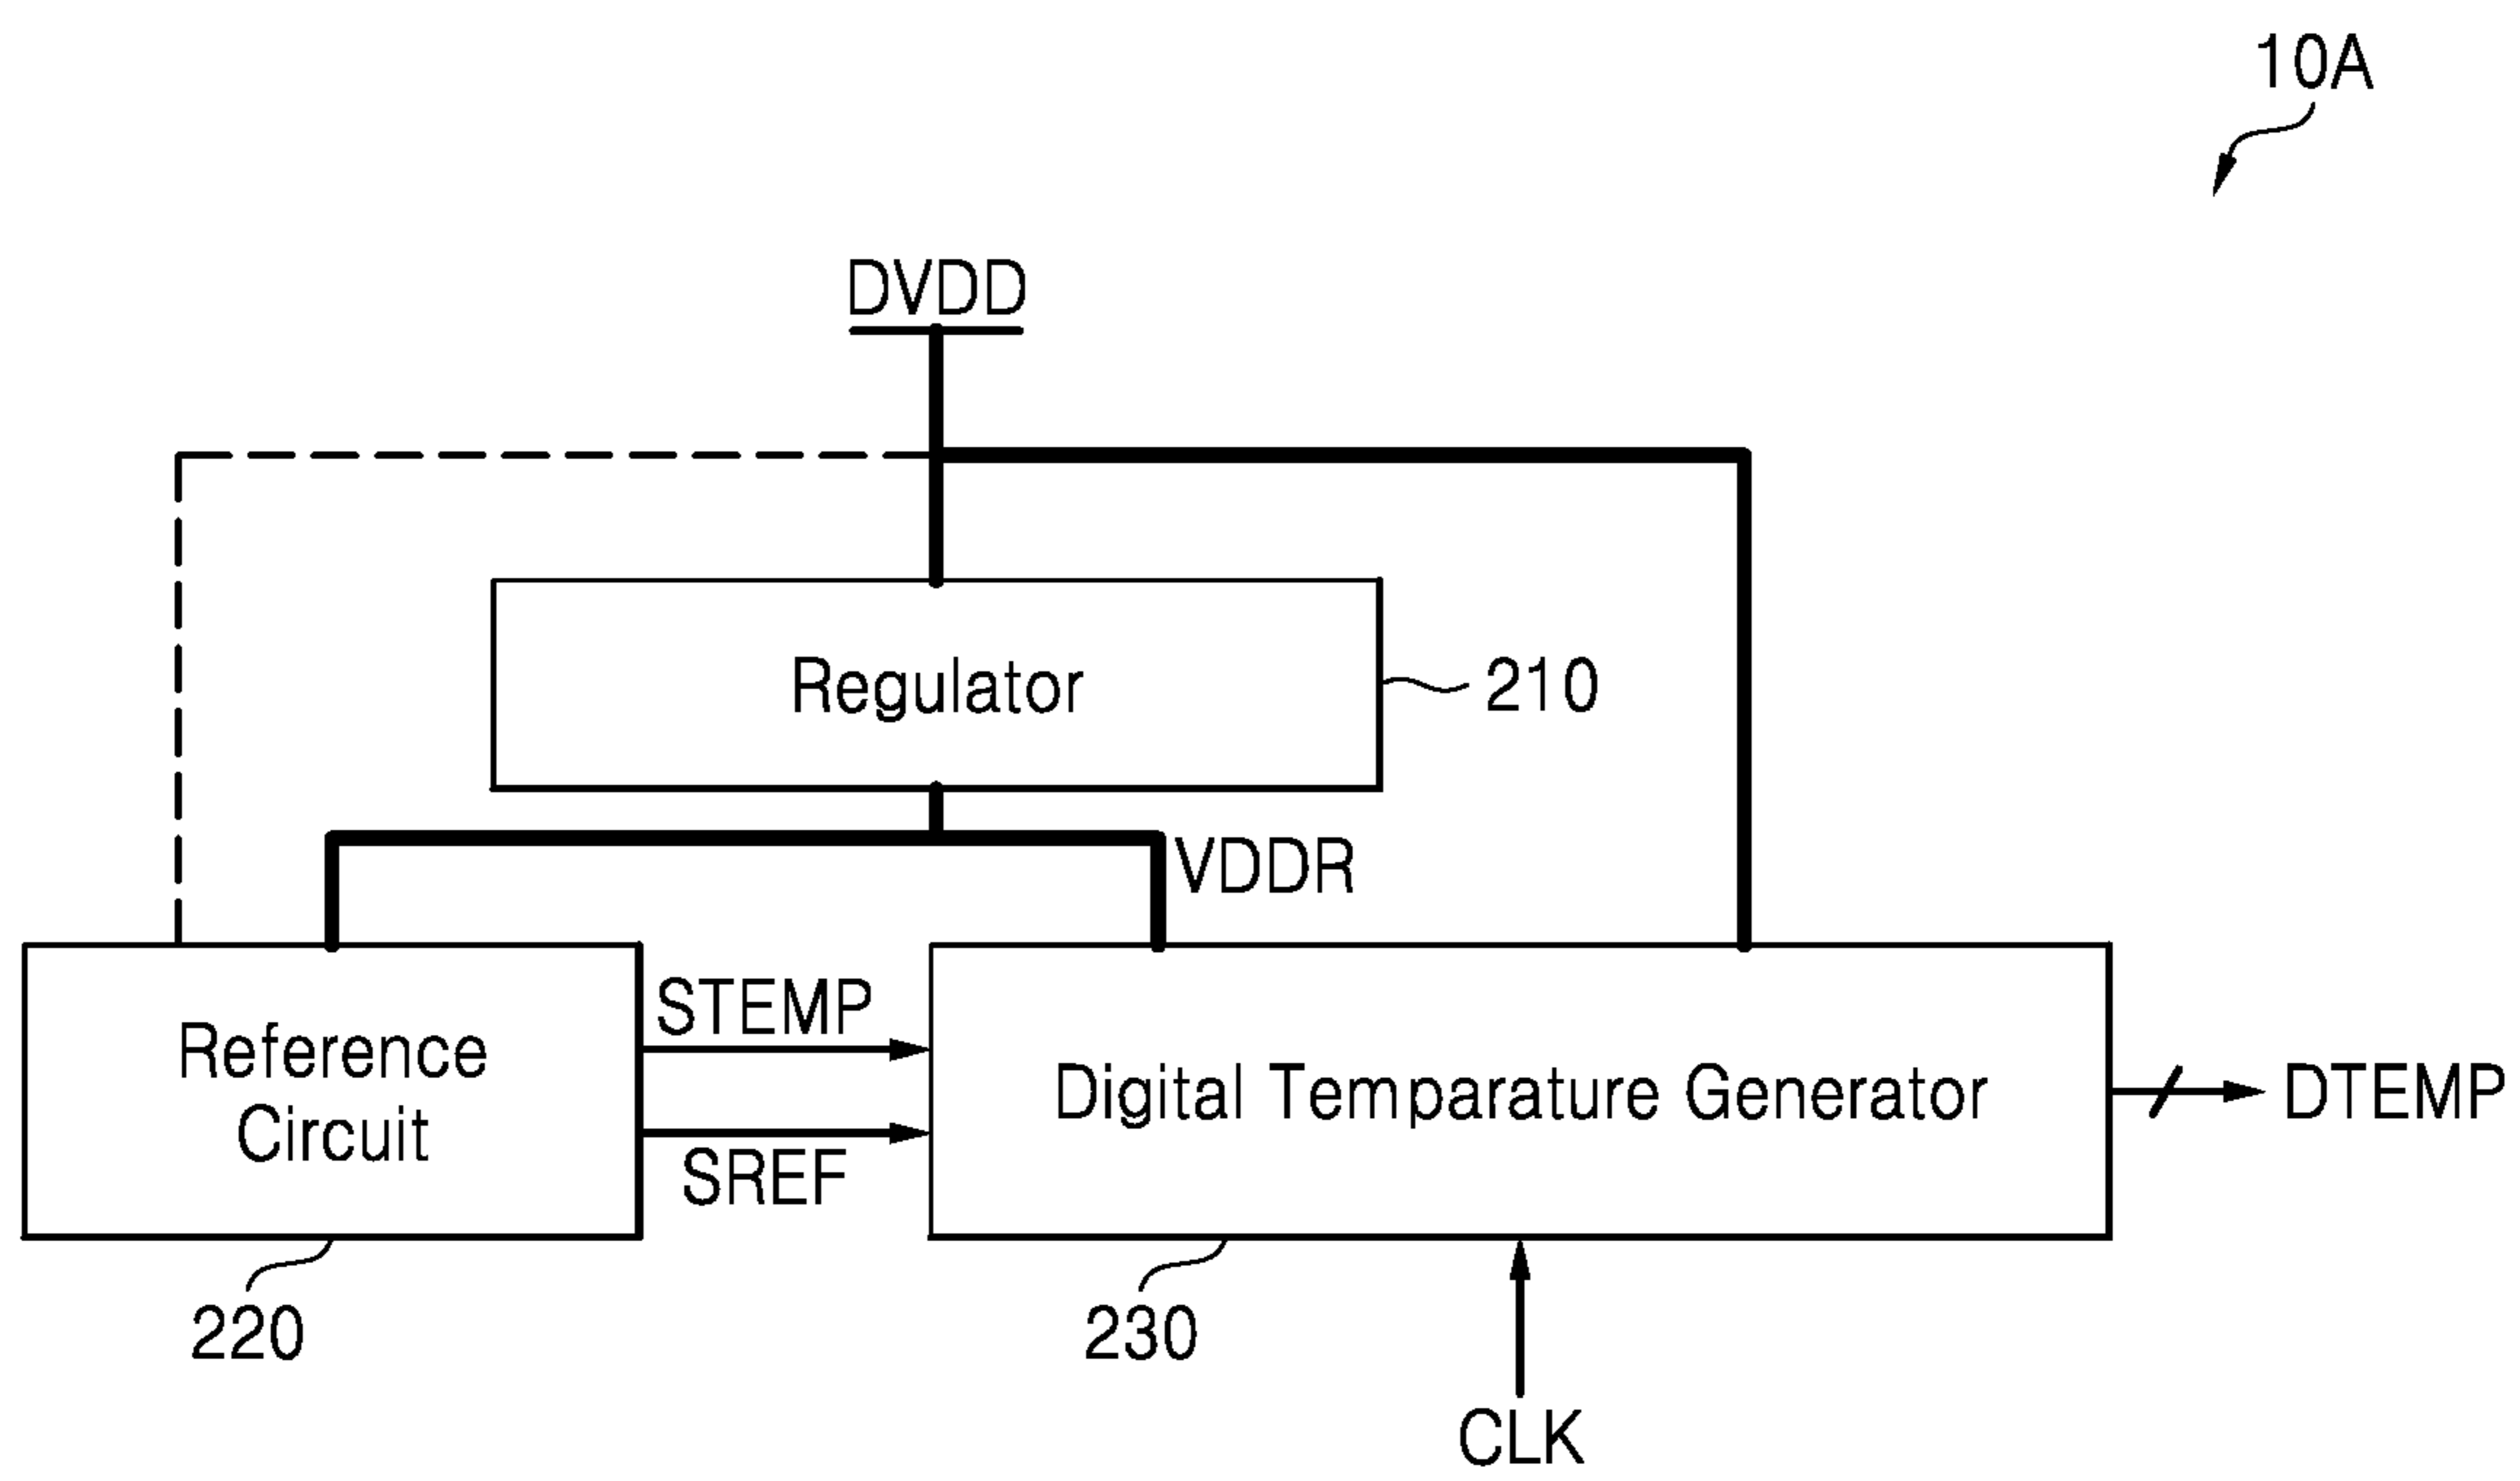 10A
DVDD
Regulator
210
VDDR
Reference
Circuit
STEMP
SREF
Digital Temparature Generator
DTEMP
220
230
CLK